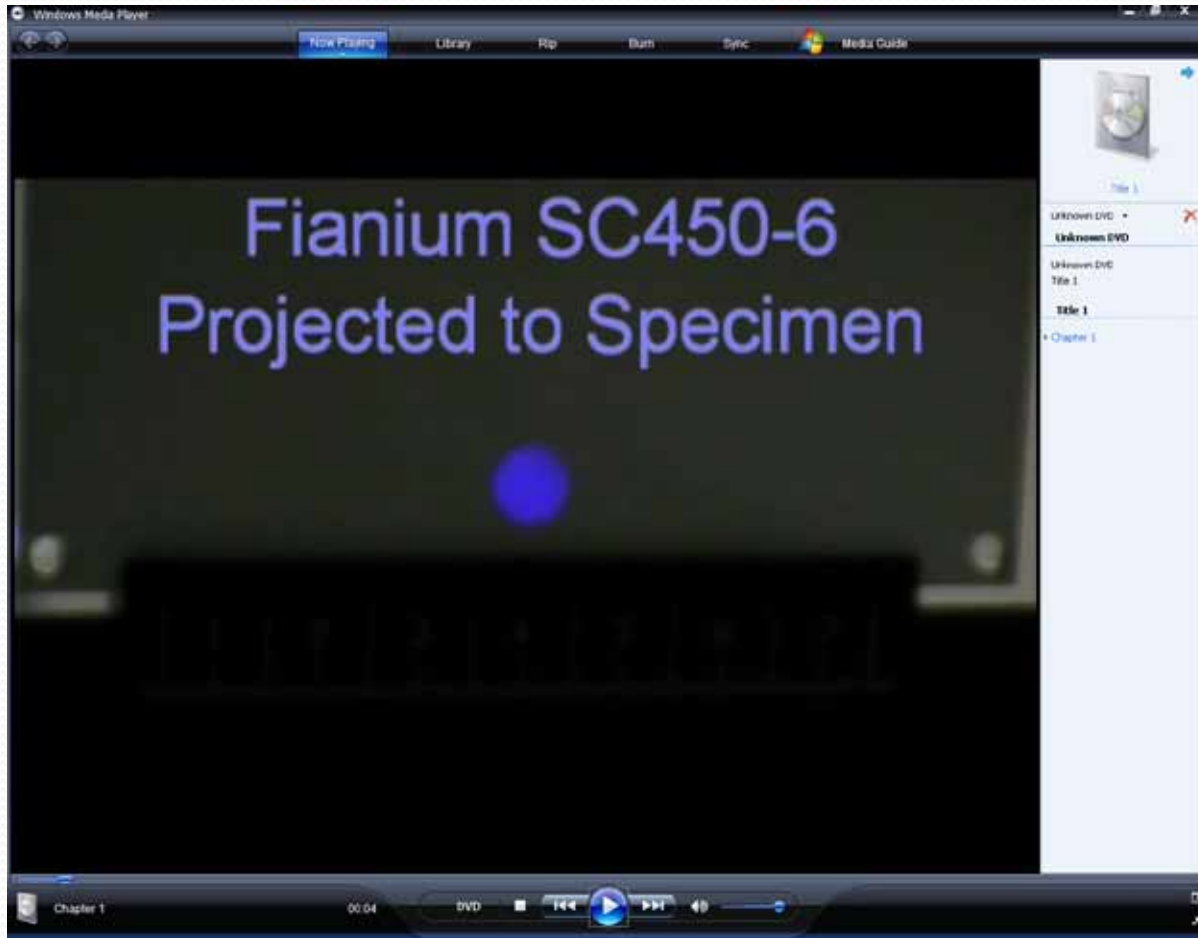 Windows Media Player
Now Playing
Library
Rip
Burn
Sync
Media Guide
Title 1
Unknown DVD
Unknown DVD
Unknown DVD
Title 1
Title 1
Chapter 1
Fianium SC450-6
Projected to Specimen
Chapter 1
00:04
DVD